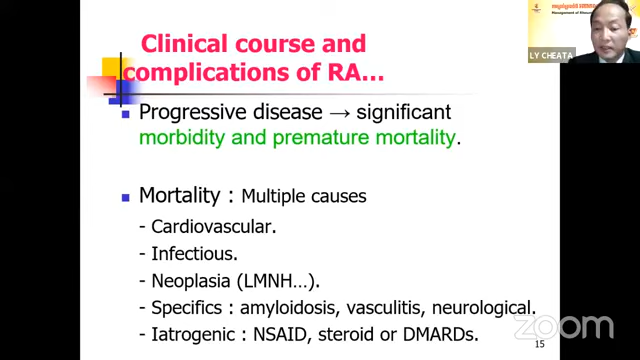 Clinical course and
complications of RA…
Progressive disease → significant
morbidity and premature mortality.
Mortality : Multiple causes
- Cardiovascular.
- Infectious.
- Neoplasia (LMNH…).
- Specifics : amyloidosis, vasculitis, neurological.
- Iatrogenic : NSAID, steroid or DMARDs.
15
LY CHEATA
zoom